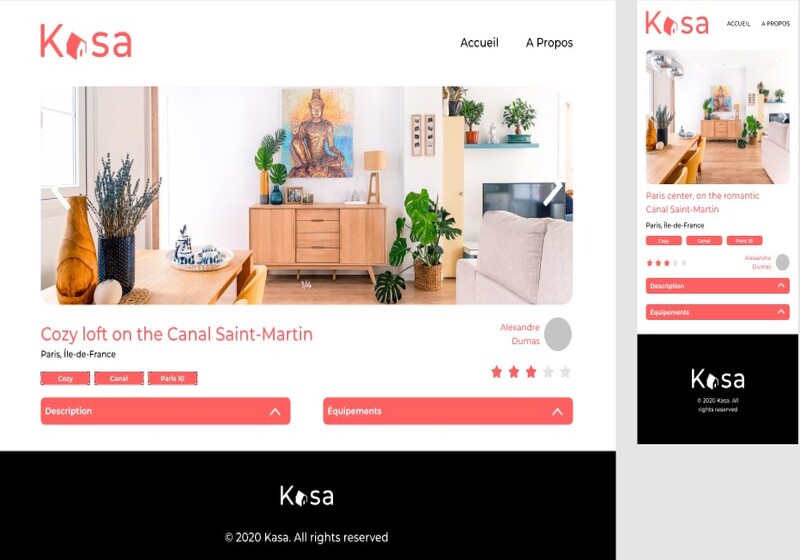 Kasa
Accueil
A Propos
1/4
Cozy loft on the Canal Saint-Martin
Paris, Île-de-France
Cozy
Canal
Paris 10
Alexandre
Dumas
Description
Équipements
Kasa
© 2020 Kasa. All rights reserved
Kasa
ACCUEIL
A PROPOS
Paris center, on the romantic
Canal Saint-Martin
Paris, Île-de-France
Cozy
Canal
Paris 10
Alexandre
Dumas
Description
Équipements
Kasa
© 2020 Kasa. All
rights reserved